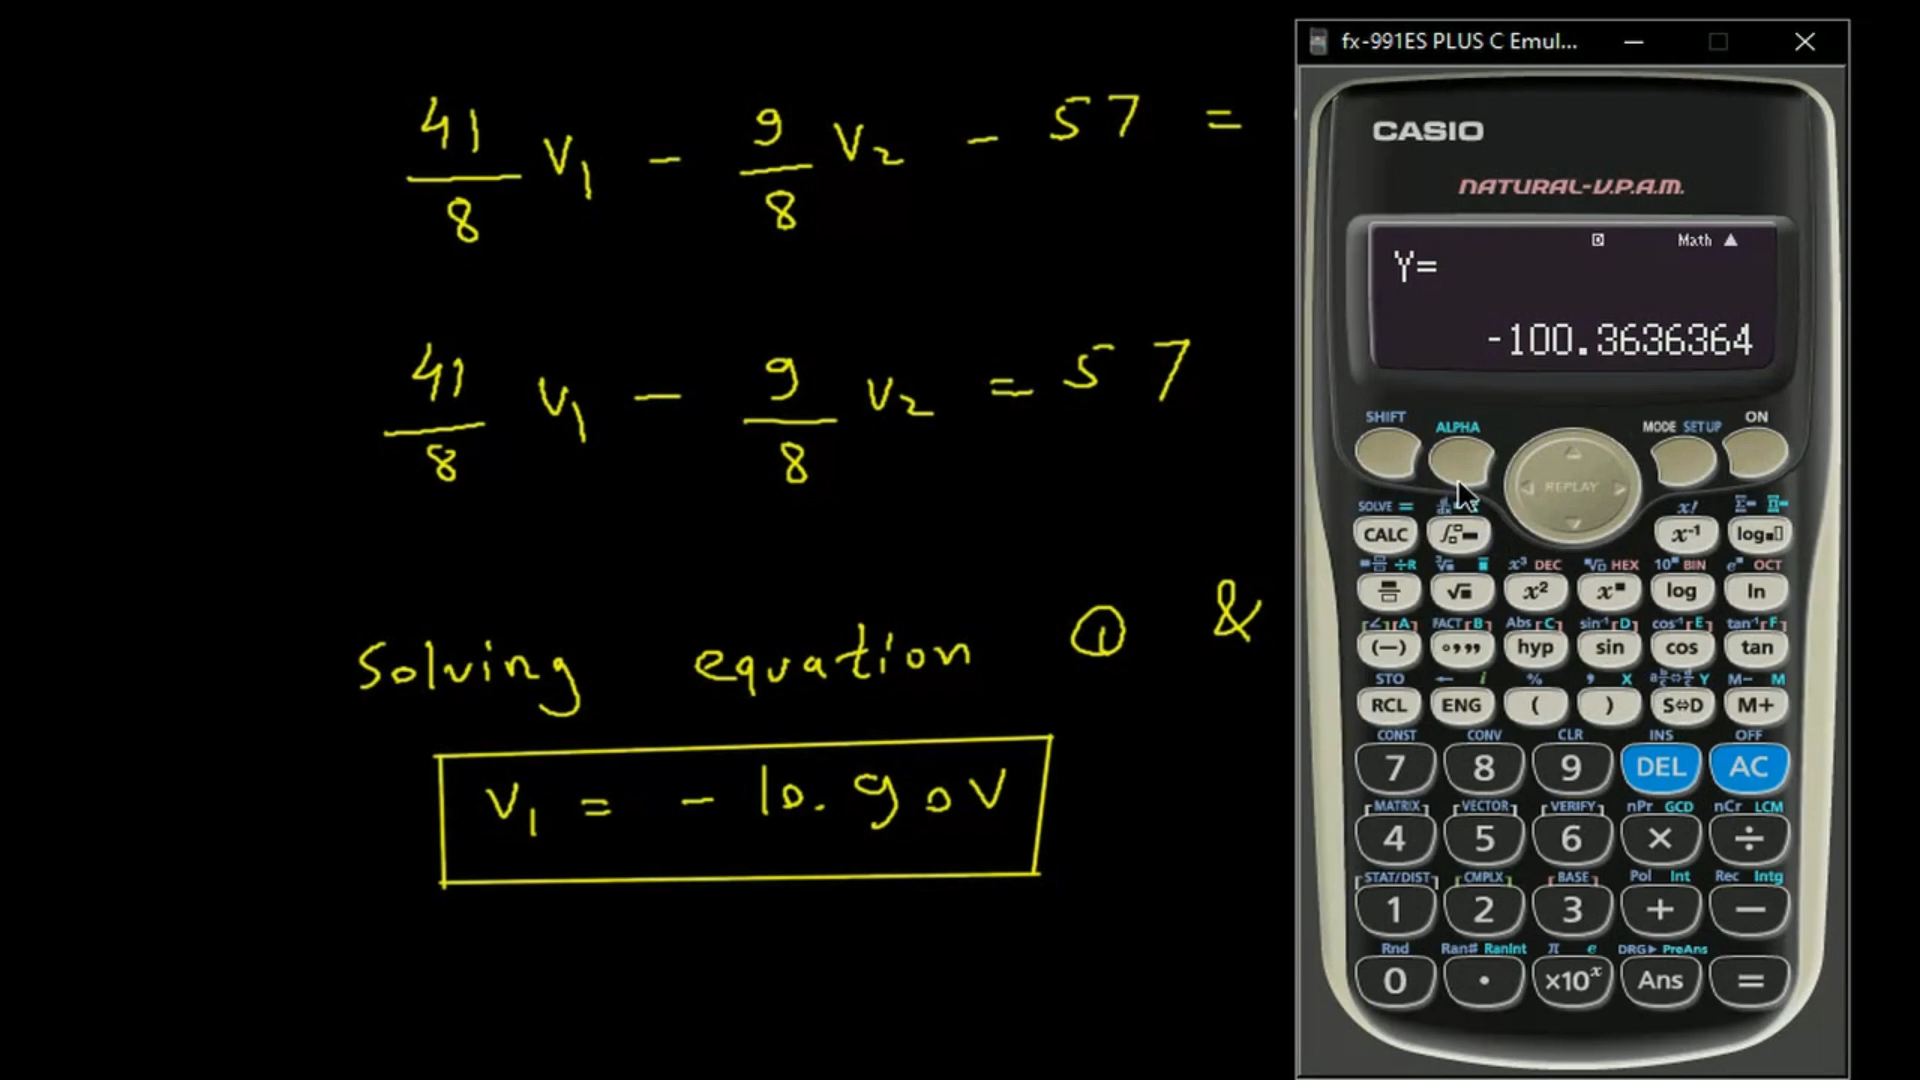 41/8 V₁ - 9/8 V₂ - 57 =
41/8 V₁ - 9/8 V₂ = 57
Solving equation ① &
V₁ = - 10.90V
fx-991ES PLUS C Emul...
CASIO
NATURAL-V.P.A.M.
D Math ▲
Y=
-100.3636364
SHIFT ALPHA MODE SETUP ON
REPLAY
SOLVE = x! Σ- Π-
CALC ∫ x⁻¹ log
÷R x³ DEC HEX 10 BIN e OCT
√ x² x log ln
∠ A FACT B Abs C sin⁻¹ D cos⁻¹ E tan⁻¹ F
(−) hyp sin cos tan
STO ← i % , X Y M− M
RCL ENG ( ) S⇔D M+
CONST CONV CLR INS OFF
7 8 9 DEL AC
MATRIX VECTOR VERIFY nPr GCD nCr LCM
4 5 6 × ÷
STAT/DIST CMPLX BASE Pol Int Rec Intg
1 2 3 + −
Rnd Ran# RanInt π e DRG▶ PreAns
0 . ×10ˣ Ans =